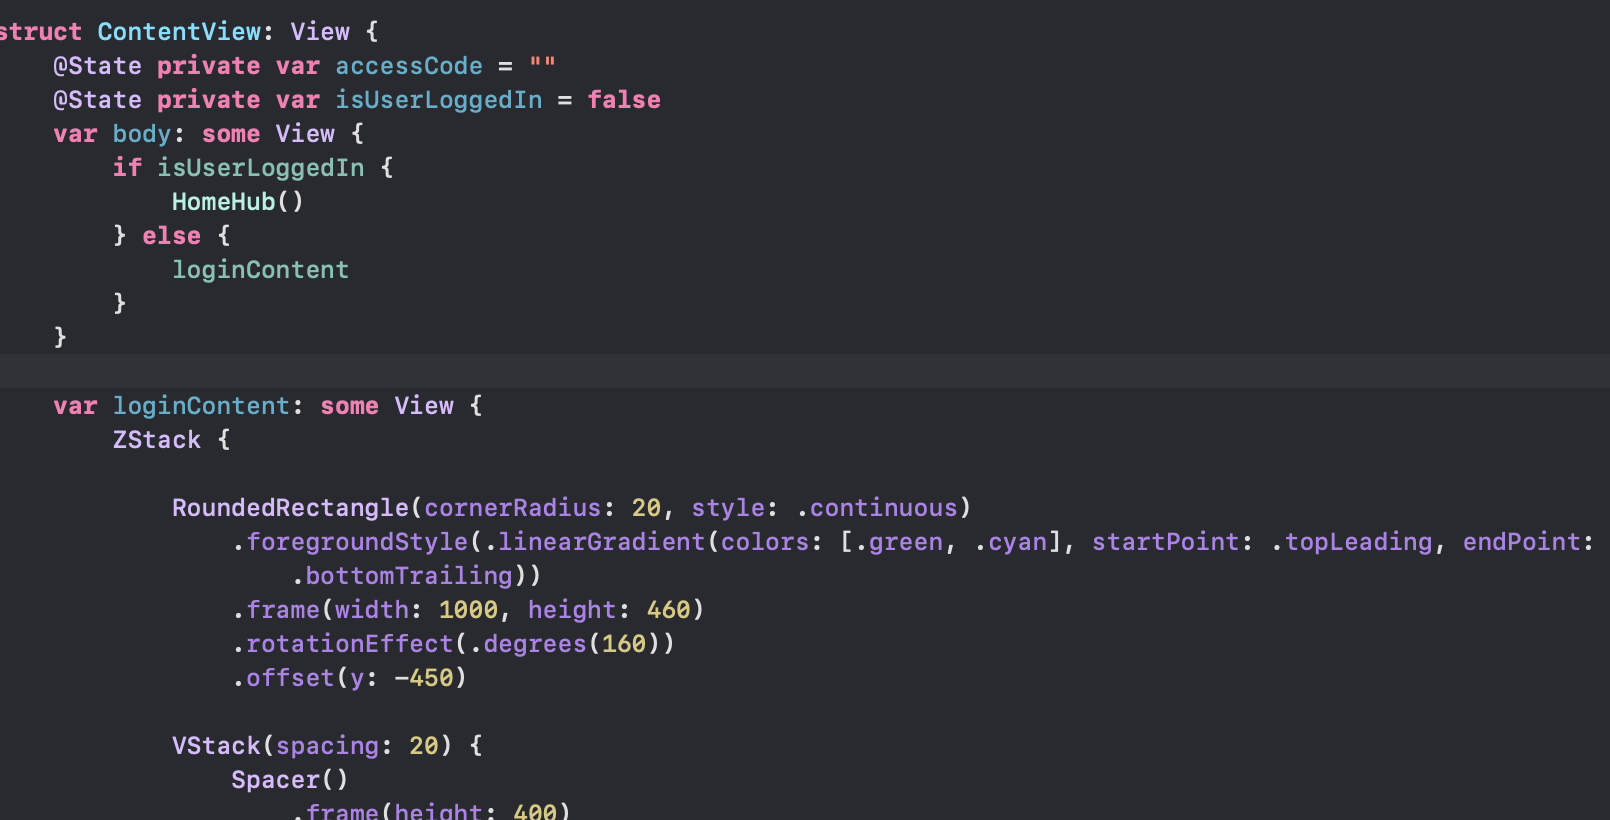 struct ContentView: View {
    @State private var accessCode = ""
    @State private var isUserLoggedIn = false
    var body: some View {
        if isUserLoggedIn {
            HomeHub()
        } else {
            loginContent
        }
    }

    var loginContent: some View {
        ZStack {

            RoundedRectangle(cornerRadius: 20, style: .continuous)
                .foregroundStyle(.linearGradient(colors: [.green, .cyan], startPoint: .topLeading, endPoint:
                    .bottomTrailing))
                .frame(width: 1000, height: 460)
                .rotationEffect(.degrees(160))
                .offset(y: -450)

            VStack(spacing: 20) {
                Spacer()
                    .frame(height: 400)